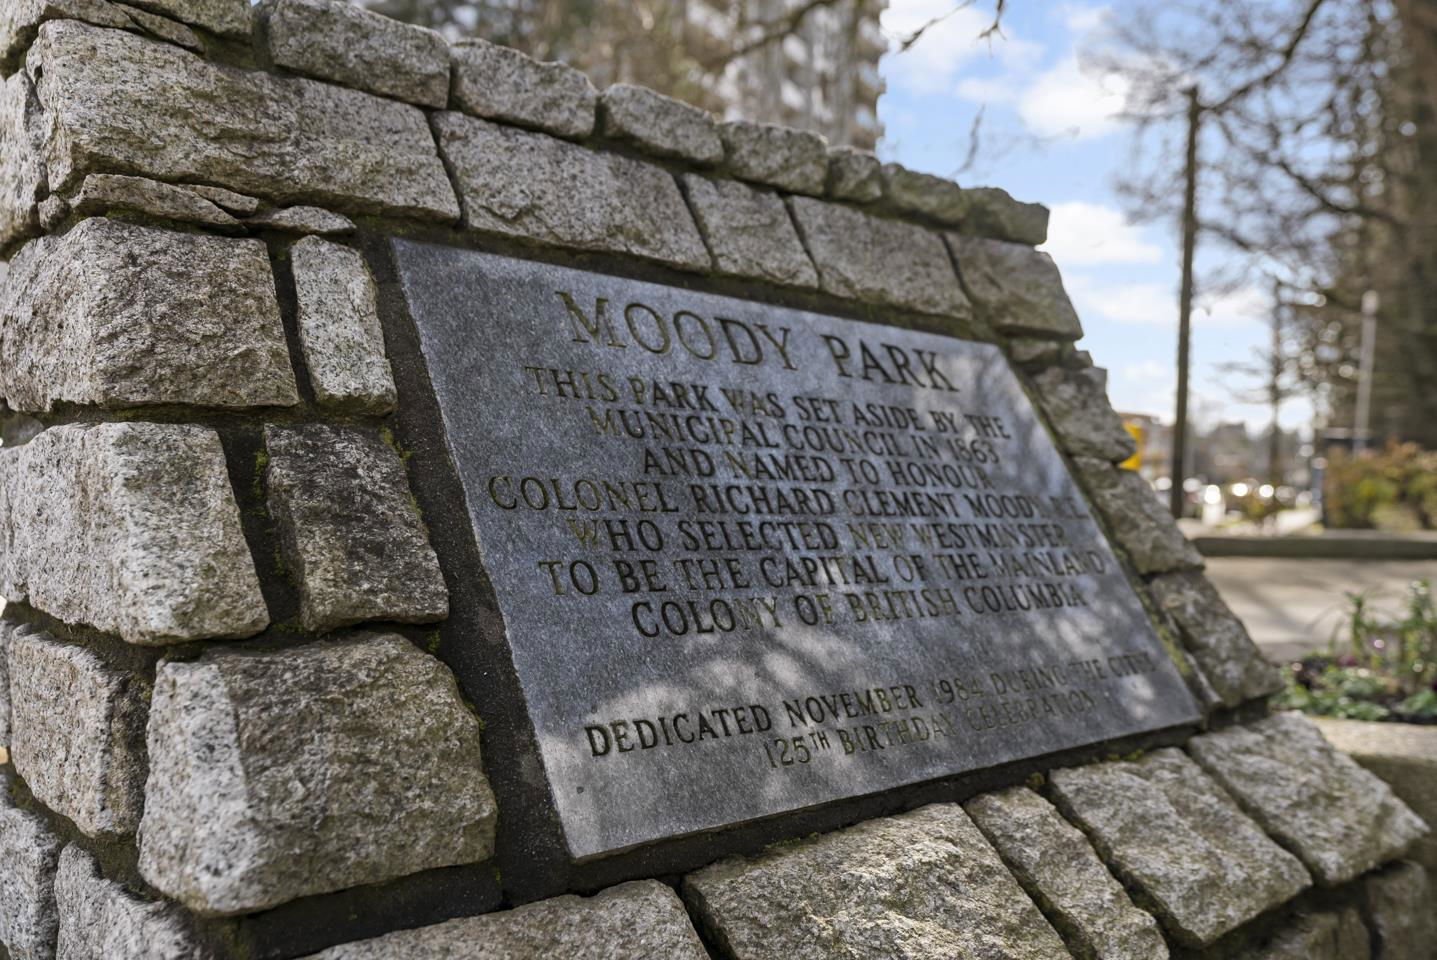 MOODY PARK
THIS PARK WAS SET ASIDE BY THE
MUNICIPAL COUNCIL IN 1863
AND NAMED TO HONOUR
COLONEL RICHARD CLEMENT MOODY
WHO SELECTED NEW WESTMINSTER
TO BE THE CAPITAL OF THE MAINLAND
COLONY OF BRITISH COLUMBIA
DEDICATED NOVEMBER 1984 DURING THE CITY'S
125TH BIRTHDAY CELEBRATION